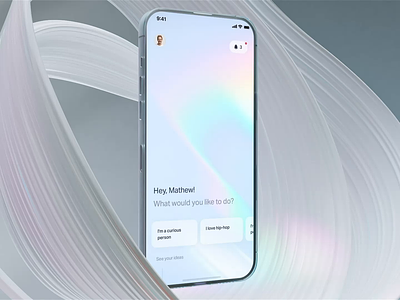 9:41
3
Hey, Mathew!
What would you like to do?
I'm a curious
person
I love hip-hop
See your ideas